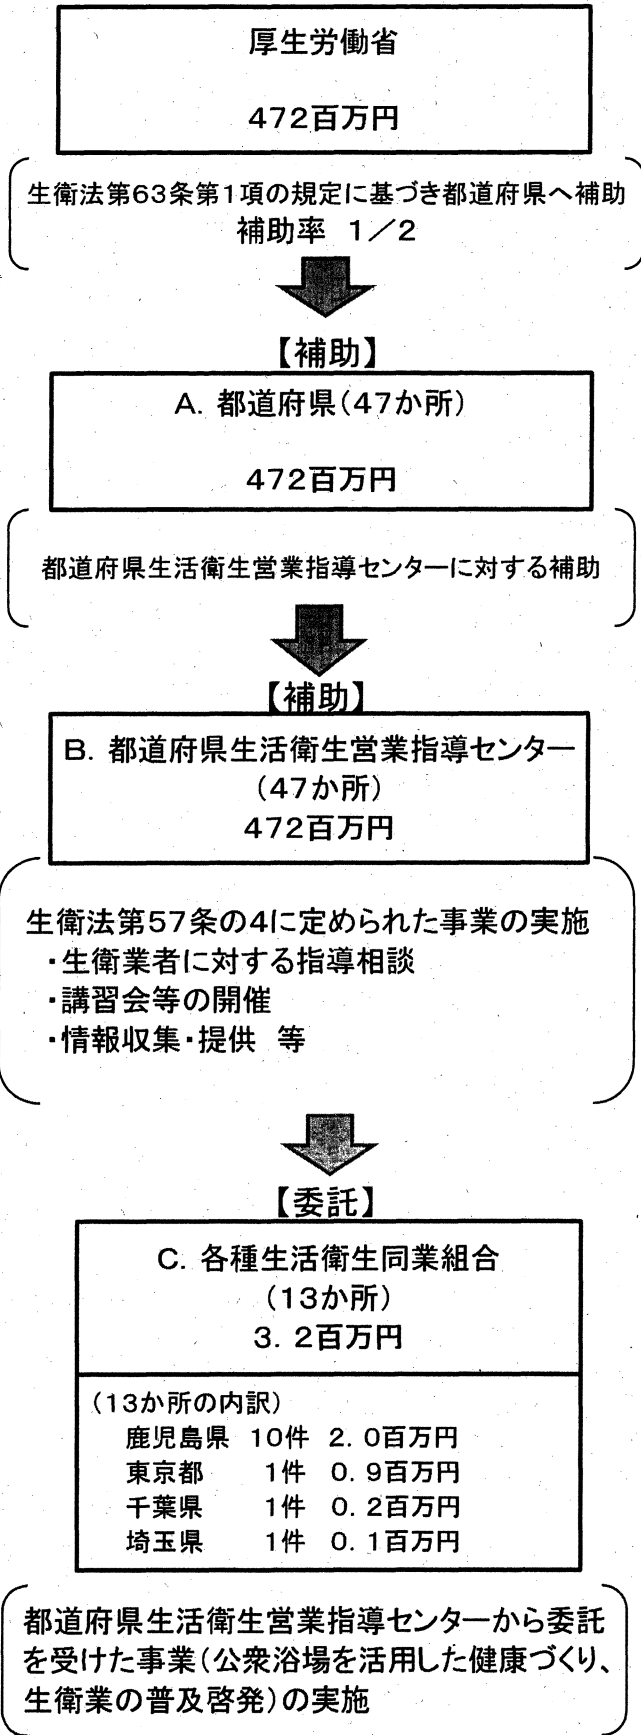 厚生労働省
472百万円
生衛法第63条第1項の規定に基づき都道府県へ補助
補助率 1/2
【補助】
A. 都道府県(47か所)
472百万円
都道府県生活衛生営業指導センターに対する補助
【補助】
B. 都道府県生活衛生営業指導センター
(47か所)
472百万円
生衛法第57条の4に定められた事業の実施
・生衛業者に対する指導相談
・講習会等の開催
・情報収集・提供 等
【委託】
C. 各種生活衛生同業組合
(13か所)
3. 2百万円
(13か所の内訳)
鹿児島県 10件 2. 0百万円
東京都 1件 0. 9百万円
千葉県 1件 0. 2百万円
埼玉県 1件 0. 1百万円
都道府県生活衛生営業指導センターから委託
を受けた事業(公衆浴場を活用した健康づくり、
生衛業の普及啓発)の実施